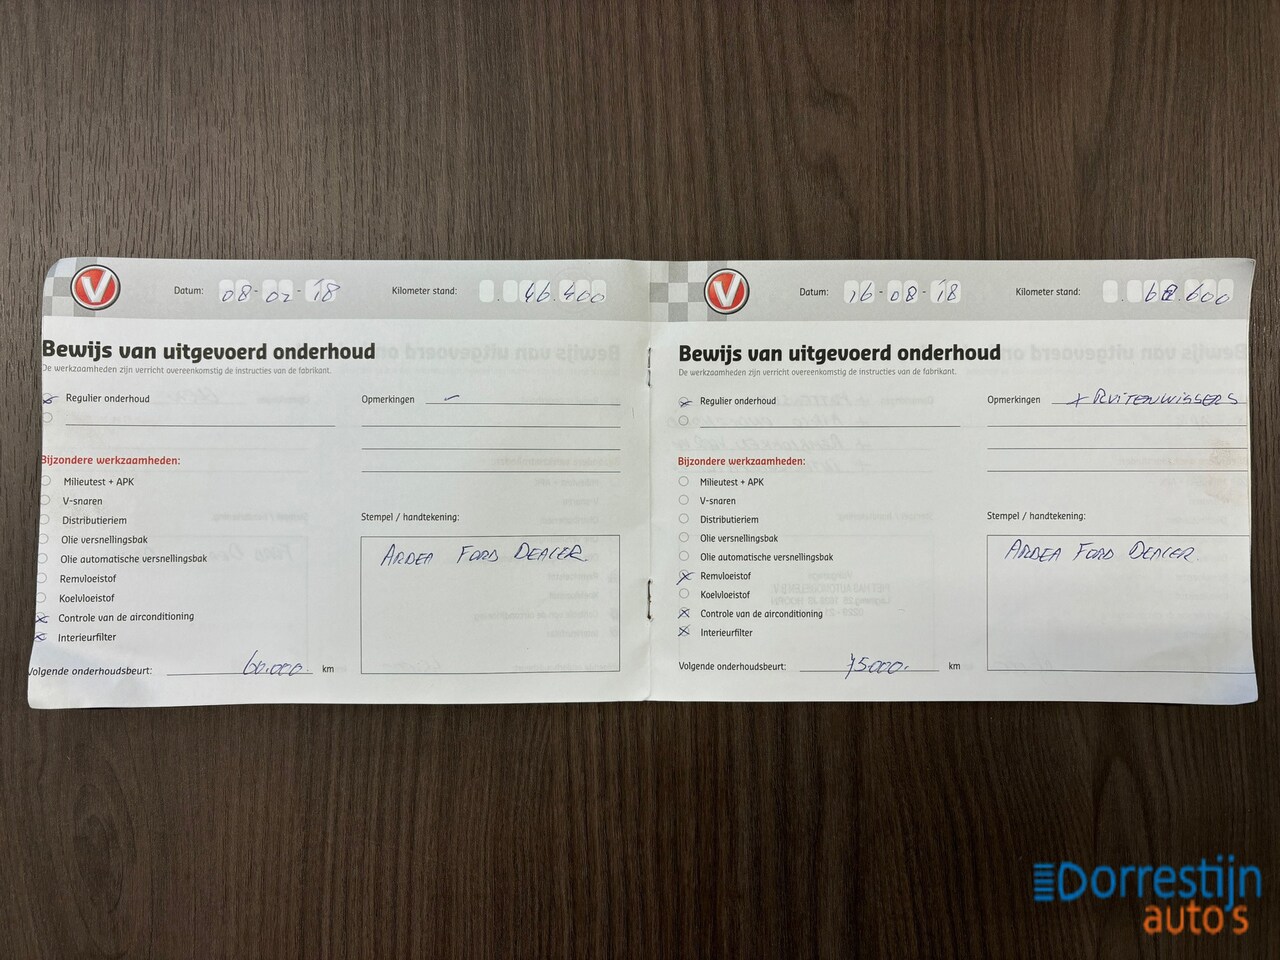 V
Datum: 08-02-18 Kilometer stand: 46.400
Bewijs van uitgevoerd onderhoud
De werkzaamheden zijn verricht overeenkomstig de instructies van de fabrikant.
Regulier onderhoud
Opmerkingen
Bijzondere werkzaamheden:
Milieutest + APK
V-snaren
Distributieriem
Olie versnellingsbak
Olie automatische versnellingsbak
Remvloeistof
Koelvloeistof
Controle van de airconditioning
Interieurfilter
Volgende onderhoudsbeurt: 60.000. km
Stempel / handtekening:
ARDEA FORD DEALER
V
Datum: 16-08-18 Kilometer stand:
Bewijs van uitgevoerd onderhoud
De werkzaamheden zijn verricht overeenkomstig de instructies van de fabrikant.
Regulier onderhoud
Opmerkingen + RUITENWISSERS
Bijzondere werkzaamheden:
Milieutest + APK
V-snaren
Distributieriem
Olie versnellingsbak
Olie automatische versnellingsbak
Remvloeistof
Koelvloeistof
Controle van de airconditioning
Interieurfilter
Volgende onderhoudsbeurt: 75.000. km
Stempel / handtekening:
ARDEA FORD DEALER
Dorrestijn
auto's